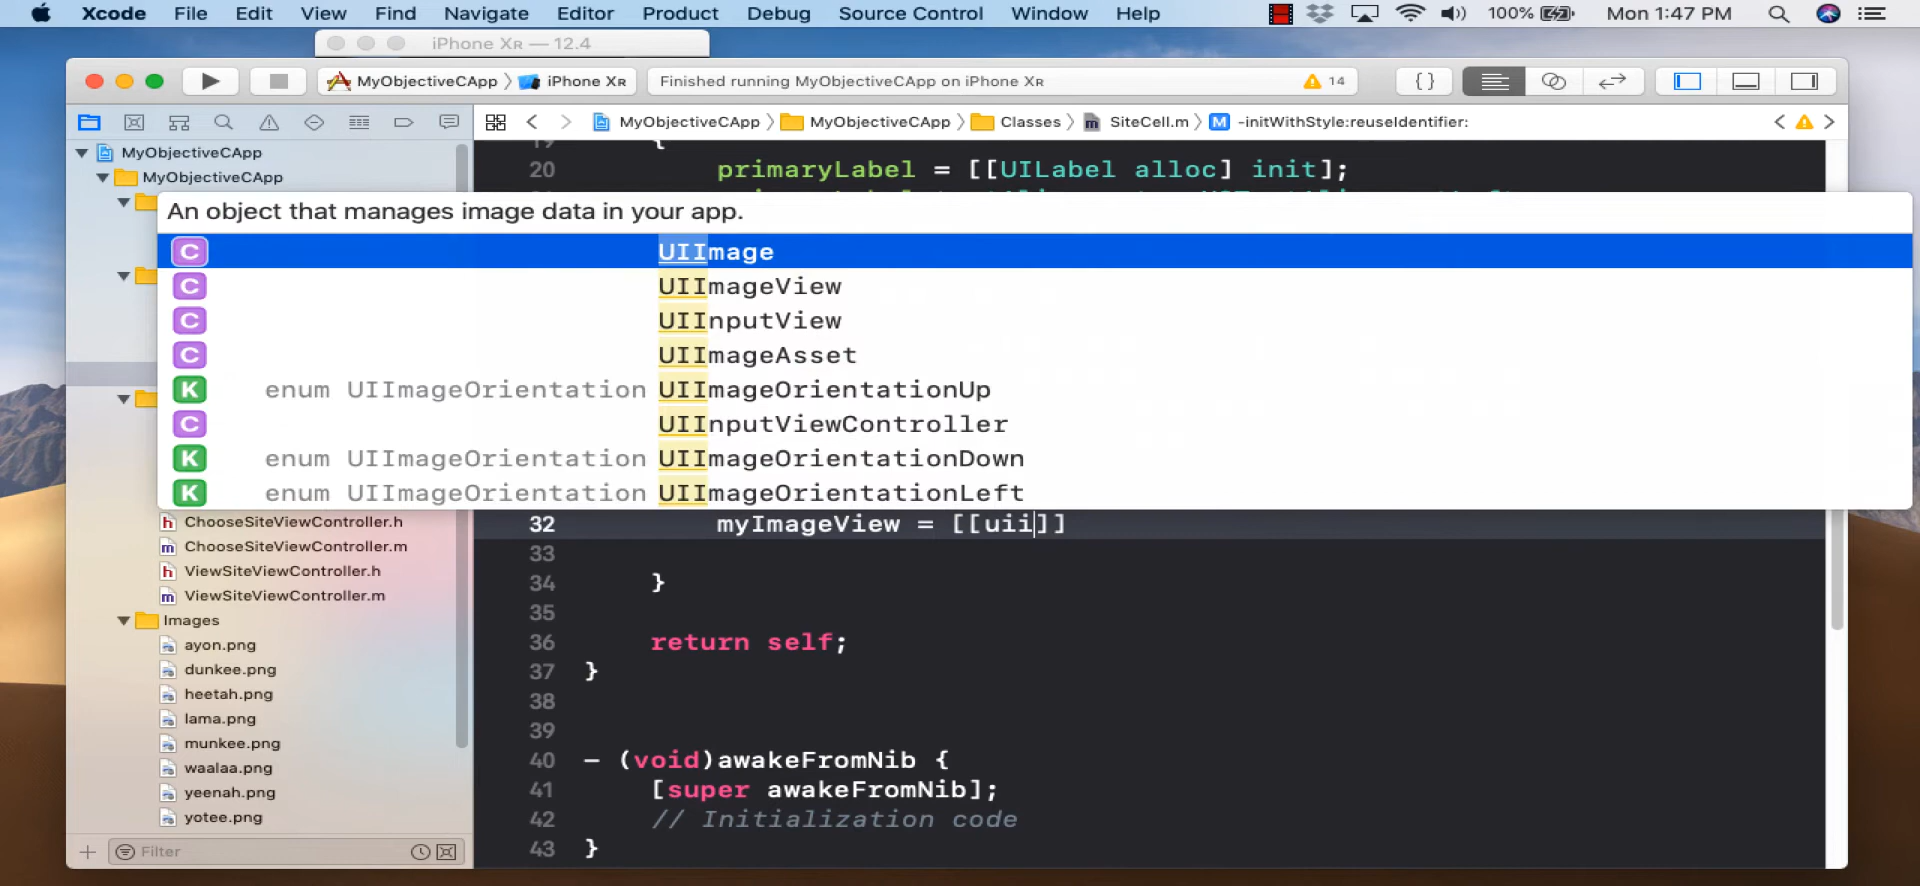 Xcode File Edit View Find Navigate Editor Product Debug Source Control Window Help 100% Mon 1:47 PM
iPhone XR — 12.4
MyObjectiveCApp iPhone XR Finished running MyObjectiveCApp on iPhone XR 14 { }
MyObjectiveCApp MyObjectiveCApp Classes m SiteCell.m M -initWithStyle:reuseIdentifier:
MyObjectiveCApp
MyObjectiveCApp
20 primaryLabel = [[UILabel alloc] init];
An object that manages image data in your app.
C UIImage
C UIImageView
C UIInputView
C UIImageAsset
K enum UIImageOrientation UIImageOrientationUp
C UIInputViewController
K enum UIImageOrientation UIImageOrientationDown
K enum UIImageOrientation UIImageOrientationLeft
h ChooseSiteViewController.h
m ChooseSiteViewController.m
h ViewSiteViewController.h
m ViewSiteViewController.m
Images
ayon.png
dunkee.png
heetah.png
lama.png
munkee.png
waalaa.png
yeenah.png
yotee.png
Filter
32 myImageView = [[uii]]
33
34 }
35
36 return self;
37 }
38
39
40 - (void)awakeFromNib {
41 [super awakeFromNib];
42 // Initialization code
43 }